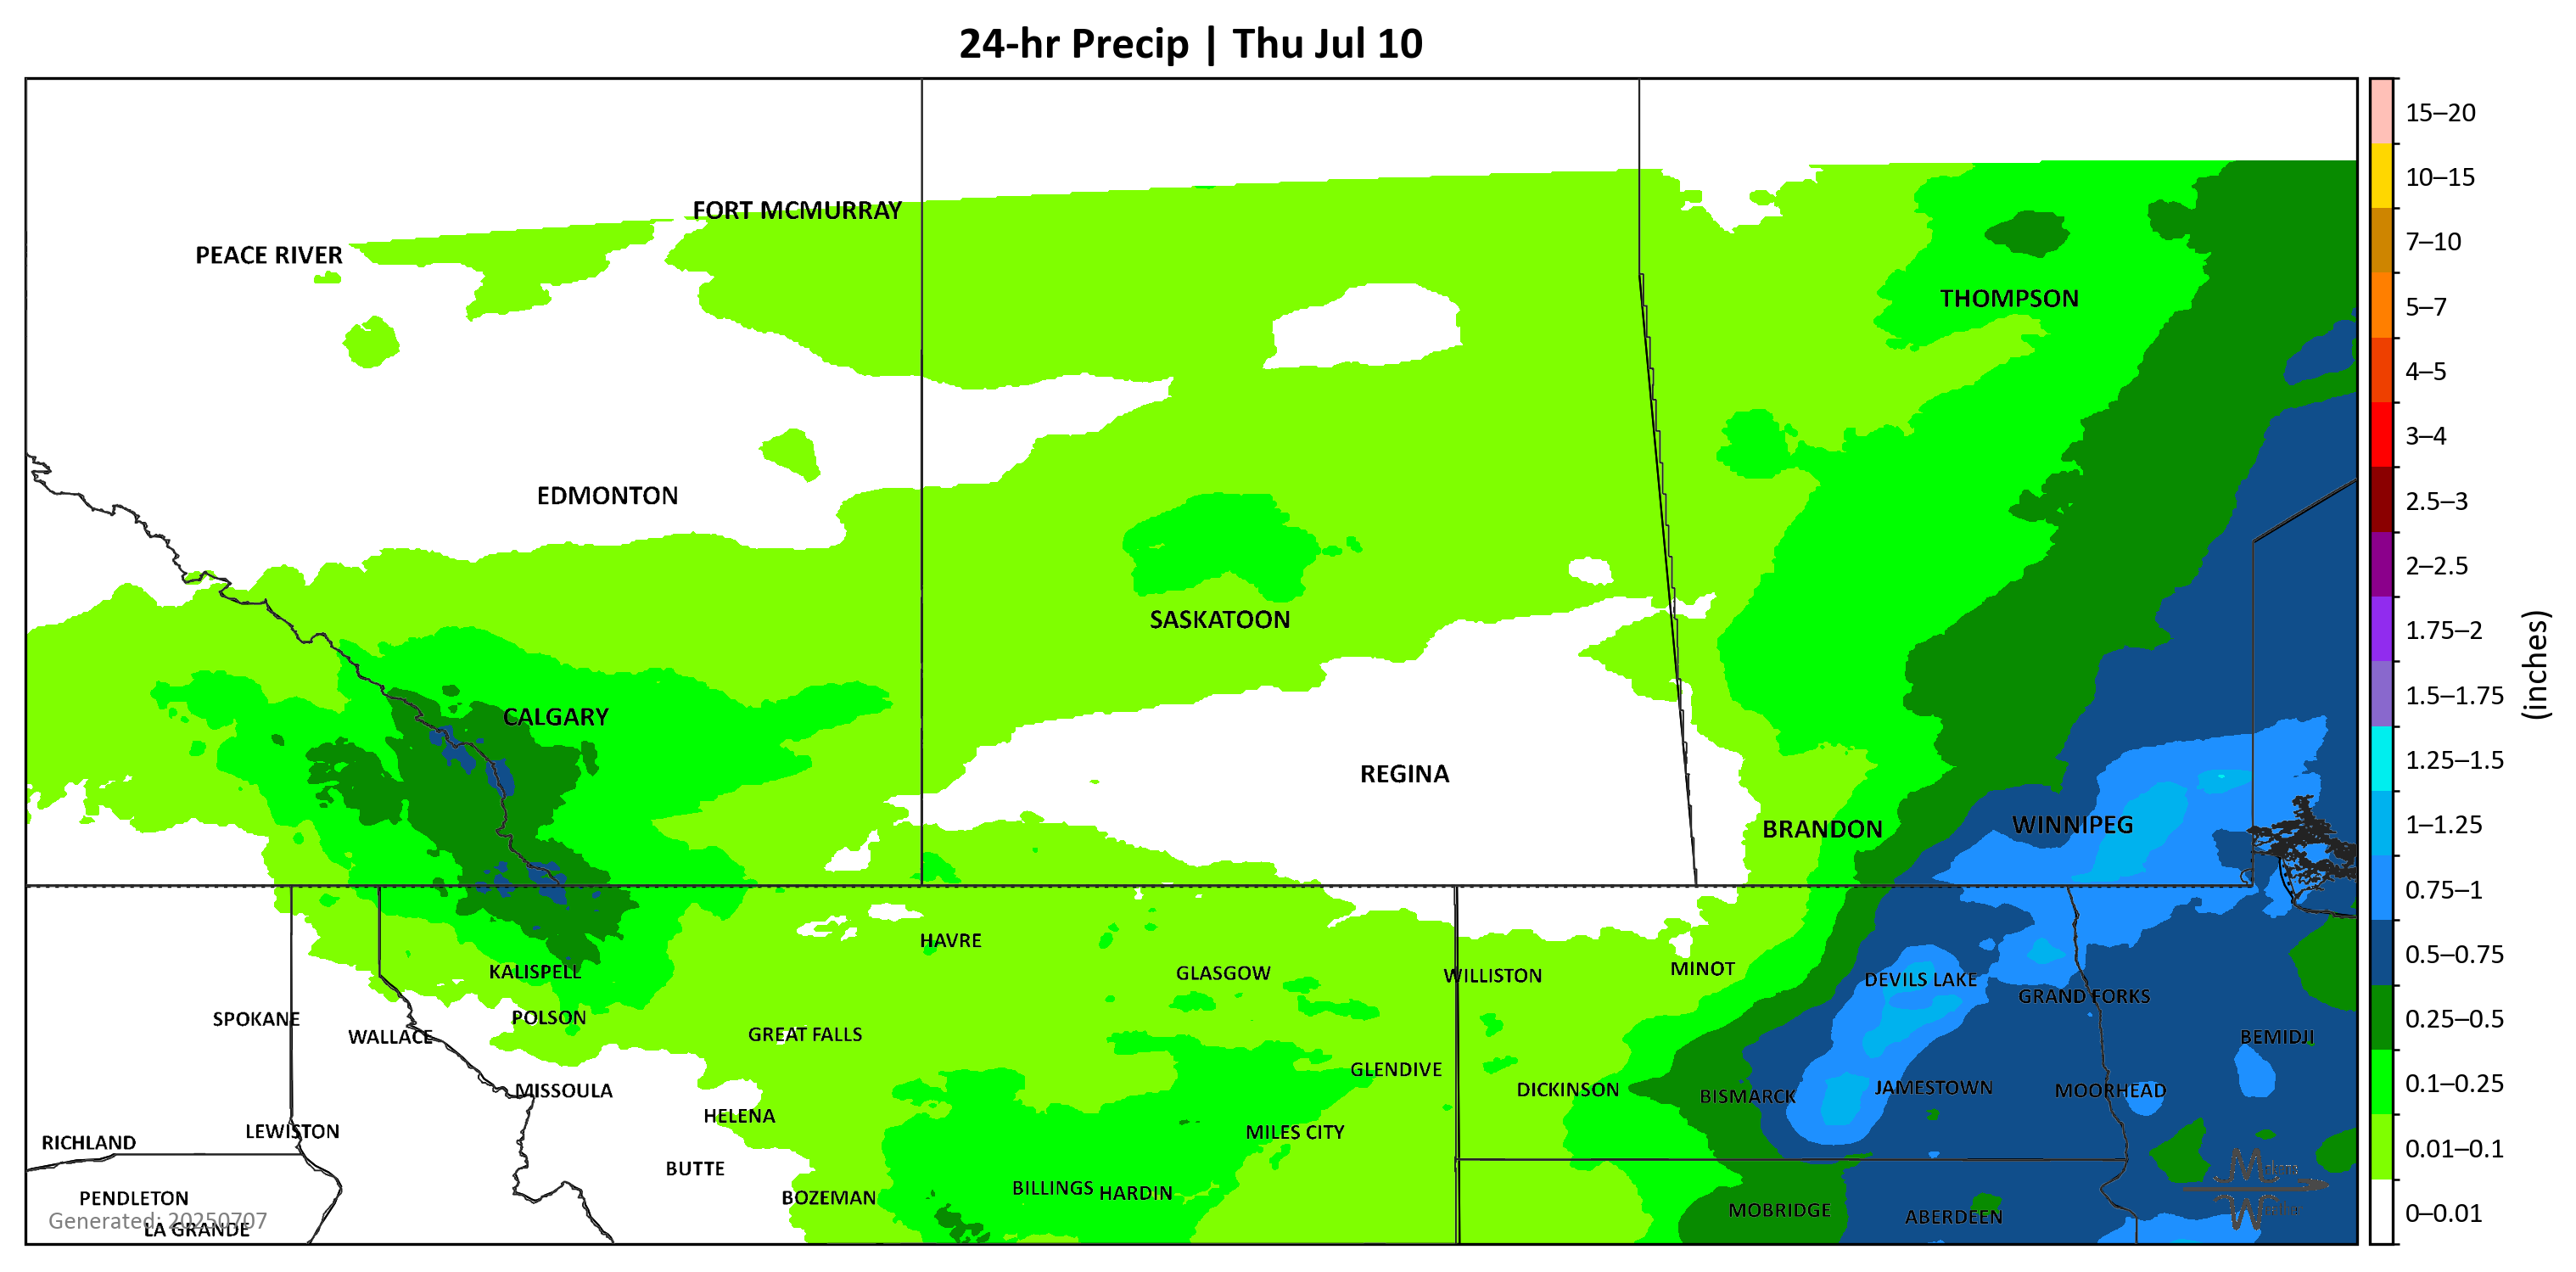 24-hr Precip | Thu Jul 10
15–20
10–15
7–10
5–7
4–5
3–4
2.5–3
2–2.5
1.75–2
1.5–1.75
1.25–1.5
1–1.25
0.75–1
0.5–0.75
0.25–0.5
0.1–0.25
0.01–0.1
0–0.01
(inches)
FORT MCMURRAY
PEACE RIVER
THOMPSON
EDMONTON
SASKATOON
CALGARY
REGINA
BRANDON
WINNIPEG
HAVRE
KALISPELL
GLASGOW
WILLISTON
MINOT
DEVILS LAKE
GRAND FORKS
SPOKANE
WALLACE
POLSON
GREAT FALLS
BEMIDJI
GLENDIVE
MISSOULA
DICKINSON
BISMARCK
JAMESTOWN
MOORHEAD
HELENA
RICHLAND
LEWISTON
MILES CITY
BUTTE
PENDLETON
BOZEMAN
BILLINGS
HARDIN
MOBRIDGE
ABERDEEN
Generated: 20250707
LA GRANDE